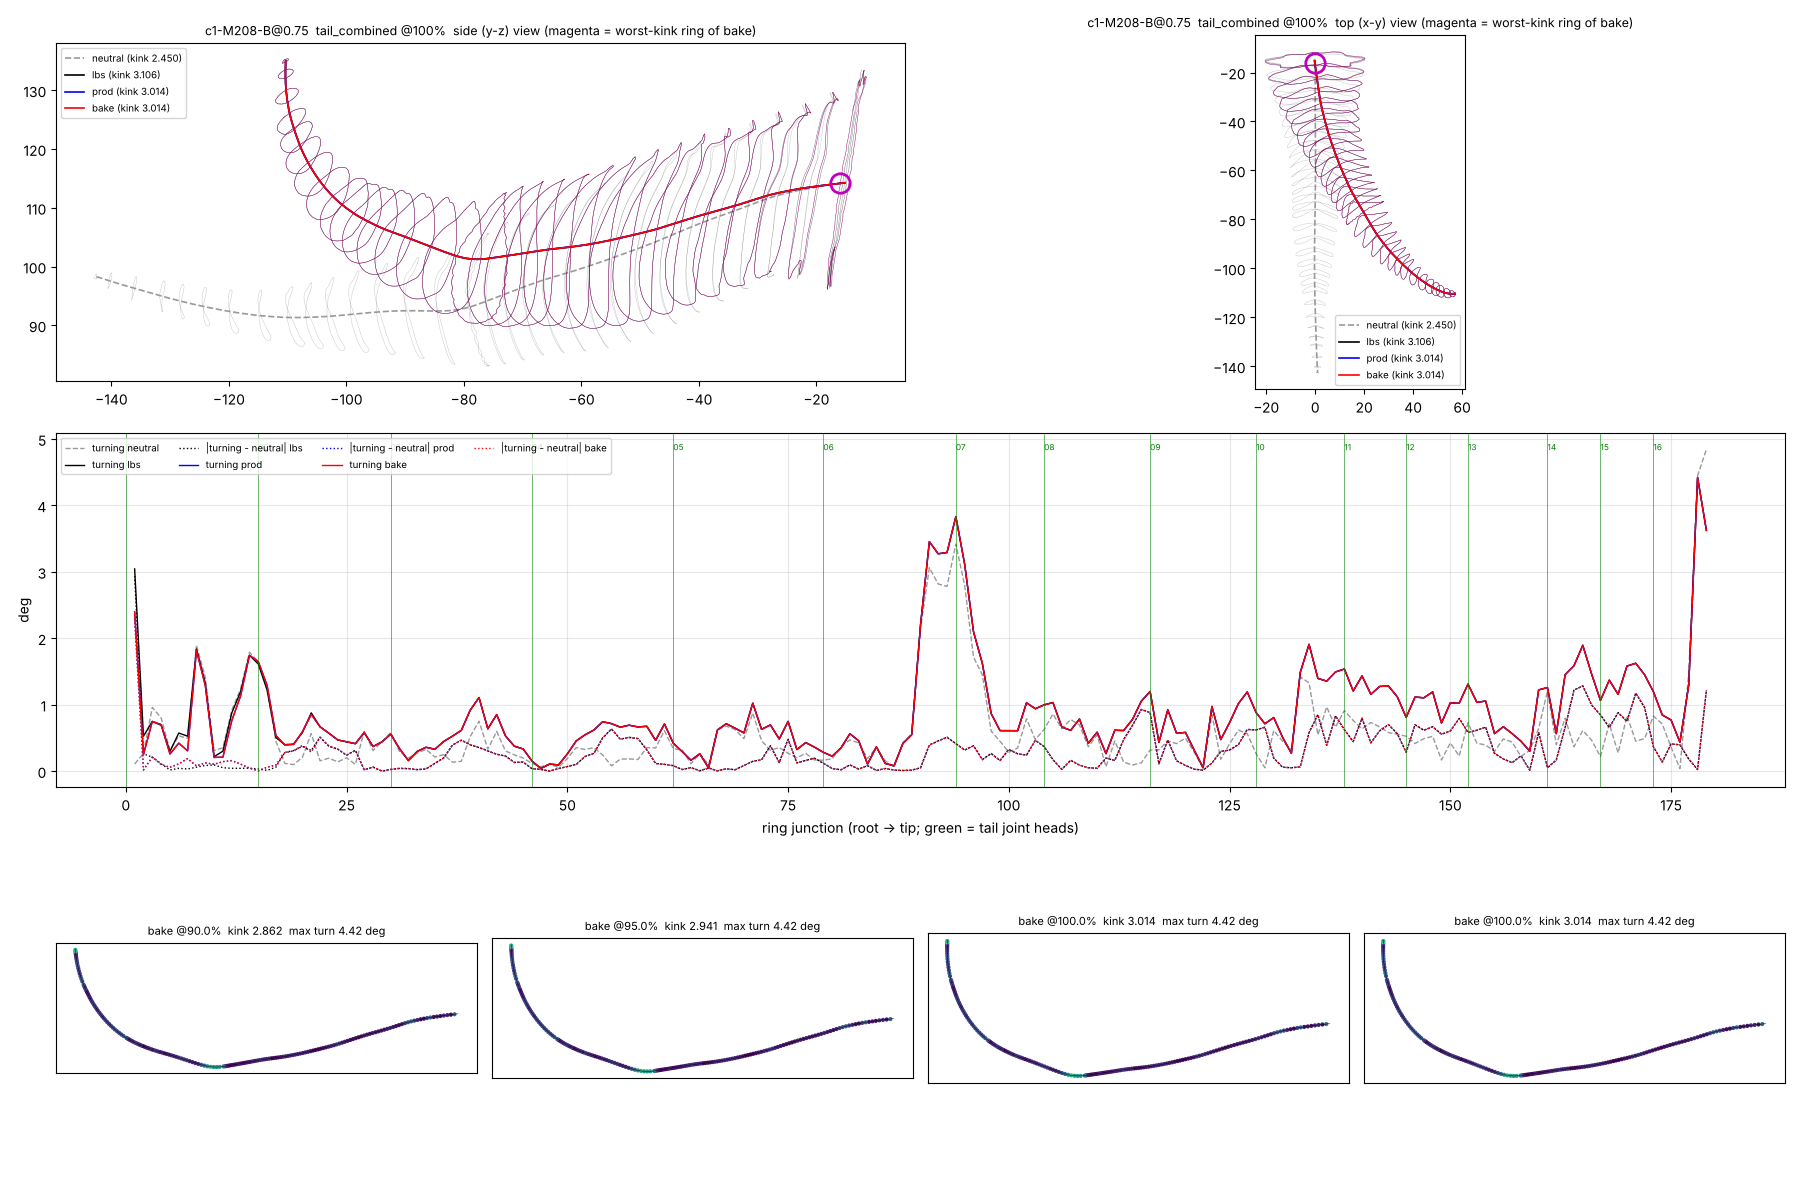 c1-M208-B@0.75  tail_combined @100%  side (y-z) view (magenta = worst-kink ring of bake)
neutral (kink 2.450)
lbs (kink 3.106)
prod (kink 3.014)
bake (kink 3.014)
130
120
110
100
90
−140 −120 −100 −80 −60 −40 −20
c1-M208-B@0.75  tail_combined @100%  top (x-y) view (magenta = worst-kink ring of bake)
−20
−40
−60
−80
−100
−120
−140
neutral (kink 2.450)
lbs (kink 3.106)
prod (kink 3.014)
bake (kink 3.014)
−20 0 20 40 60
turning neutral |turning - neutral| lbs |turning - neutral| prod |turning - neutral| bake
turning lbs turning prod turning bake
05 06 07 08 09 10 11 12 13 14 15 16
5
4
3
2
1
0
deg
0 25 50 75 100 125 150 175
ring junction (root → tip; green = tail joint heads)
bake @90.0%  kink 2.862  max turn 4.42 deg
bake @95.0%  kink 2.941  max turn 4.42 deg
bake @100.0%  kink 3.014  max turn 4.42 deg
bake @100.0%  kink 3.014  max turn 4.42 deg